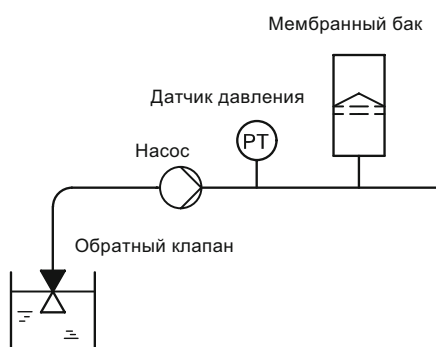 Мембранный бак
Датчик давления
PT
Насос
Обратный клапан